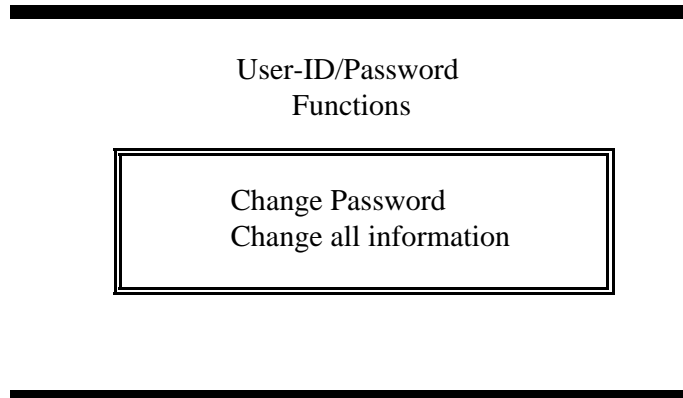 User-ID/Password
Functions
Change Password
Change all information